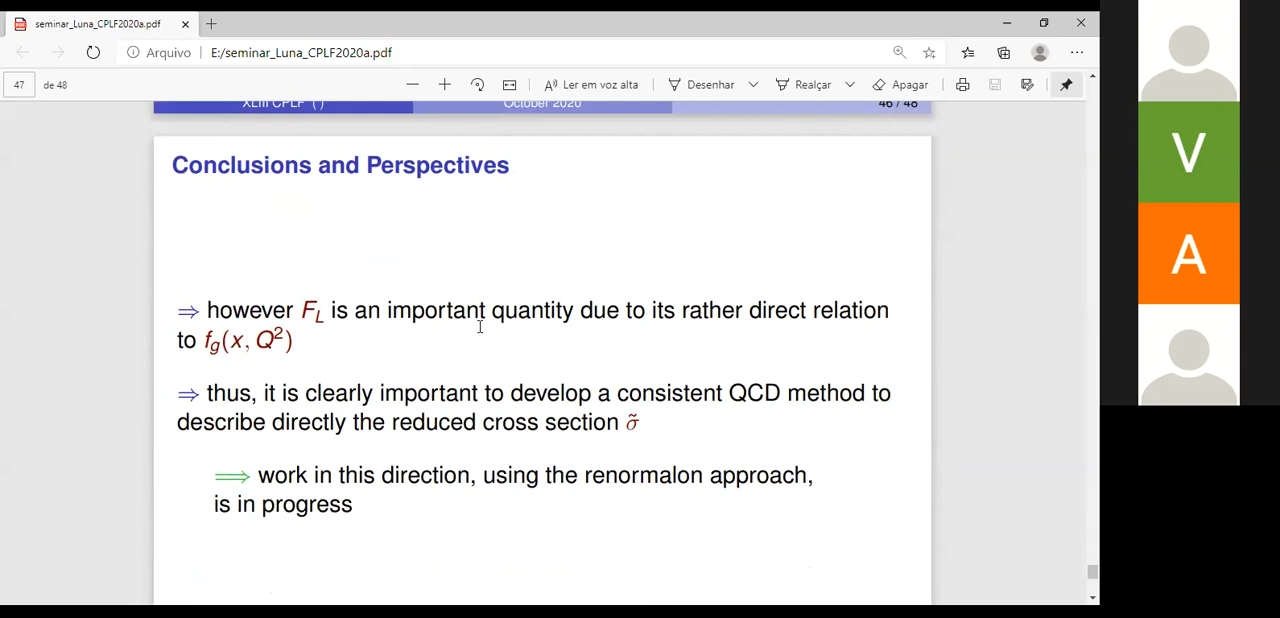 seminar_Luna_CPLF2020a.pdf
Arquivo | E:/seminar_Luna_CPLF2020a.pdf
47 de 48 Ler em voz alta Desenhar Realçar Apagar
XLIII CPLF ( ) October 2020 46 / 48
Conclusions and Perspectives
⇒ however F_L is an important quantity due to its rather direct relation
to f_g(x, Q²)
⇒ thus, it is clearly important to develop a consistent QCD method to
describe directly the reduced cross section σ̃
⟹ work in this direction, using the renormalon approach,
is in progress
V
A